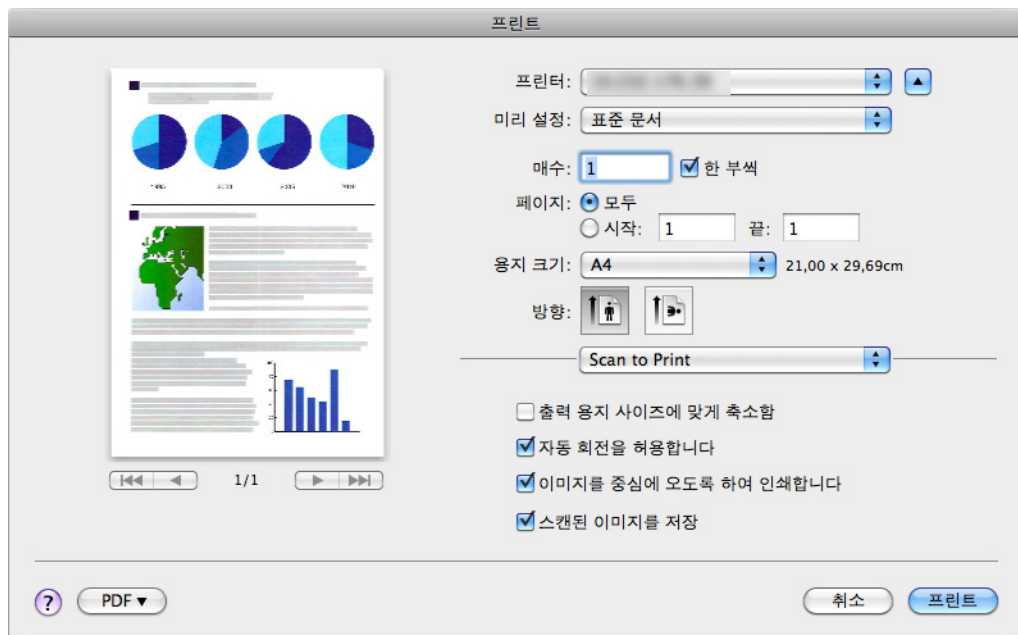 프린트
프린터:
미리 설정: 표준 문서
매수: 1 한 부씩
페이지: 모두
시작: 1 끝: 1
용지 크기: A4 21,00 x 29,69cm
방향:
Scan to Print
출력 용지 사이즈에 맞게 축소함
자동 회전을 허용합니다
이미지를 중심에 오도록 하여 인쇄합니다
스캔된 이미지를 저장
1/1
? PDF ▼ 취소 프린트